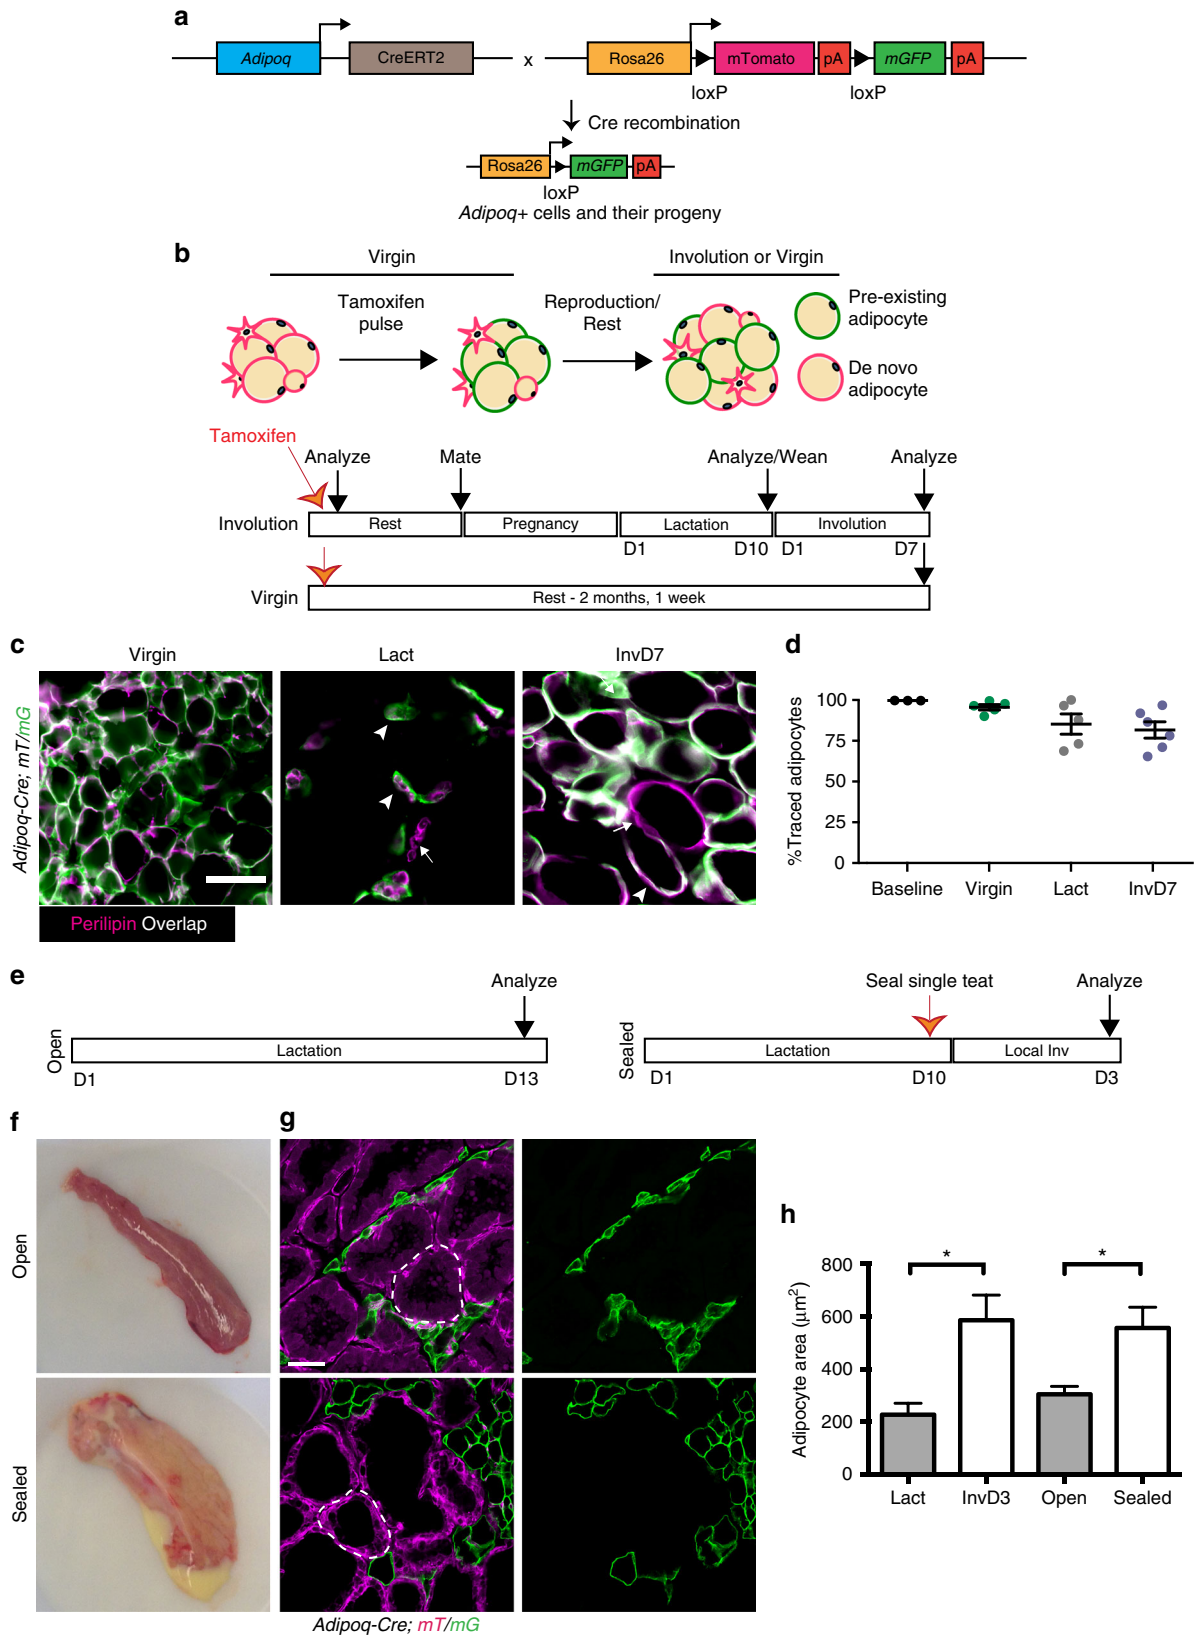 a
Adipoq CreERT2 x Rosa26 mTomato pA mGFP pA
loxP loxP
Cre recombination
Rosa26 mGFP pA
loxP
Adipoq+ cells and their progeny
b
Virgin
Involution or Virgin
Tamoxifen
pulse
Reproduction/
Rest
Pre-existing
adipocyte
De novo
adipocyte
Tamoxifen
Analyze Mate Analyze/Wean Analyze
Involution Rest Pregnancy Lactation Involution
D1 D10 D1 D7
Virgin Rest - 2 months, 1 week
c
Virgin Lact InvD7
Adipoq-Cre; mT/mG
Perilipin Overlap
d
%Traced adipocytes
100
75
50
25
0
Baseline Virgin Lact InvD7
e
Analyze
Open
Lactation
D1 D13
Seal single teat Analyze
Sealed
Lactation Local Inv
D1 D10 D3
f
g
Open
Sealed
Adipoq-Cre; mT/mG
h
Adipocyte area (µm²)
800
600
400
200
0
* *
Lact InvD3 Open Sealed